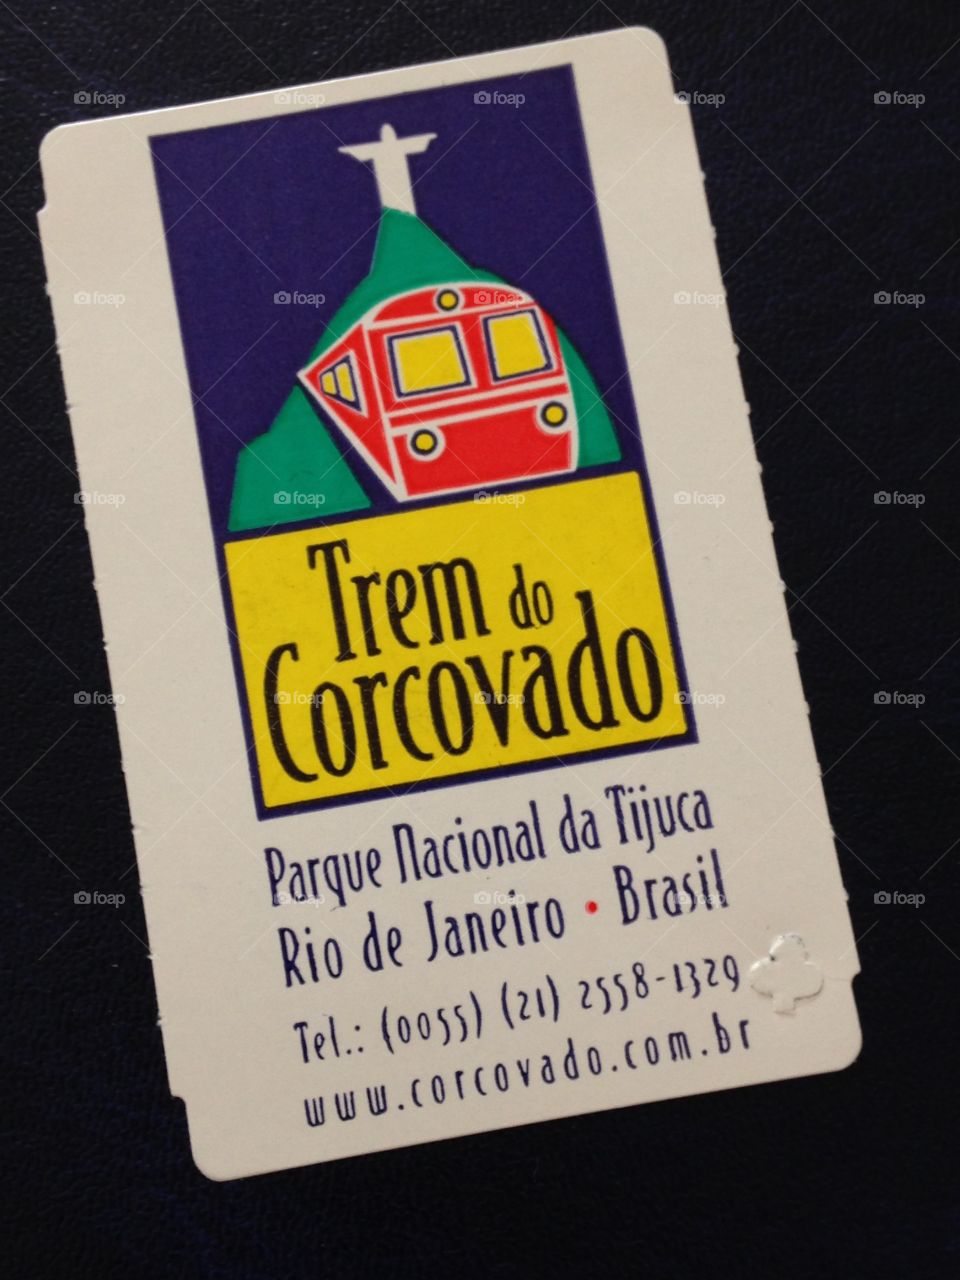 Trem do
Corcovado
Parque Nacional da Tijuca
Rio de Janeiro • Brasil
Tel.: (0055) (21) 2558-1329
www.corcovado.com.br